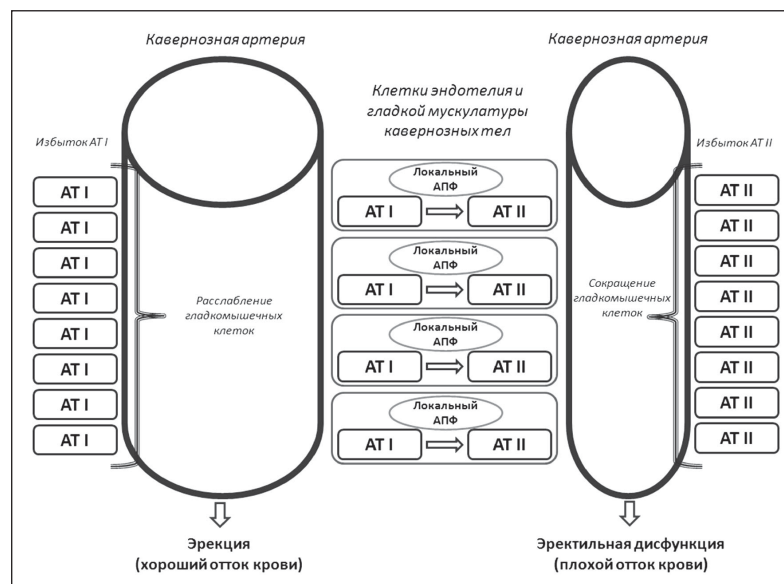 Кавернозная артерия
Избыток AT I
AT I
AT I
AT I
AT I
AT I
AT I
AT I
AT I
Расслабление
гладкомышечных
клеток
Эрекция
(хороший отток крови)
Клетки эндотелия и
гладкой мускулатуры
кавернозных тел
Локальный
АПФ
AT I
AT II
Локальный
АПФ
AT I
AT II
Локальный
АПФ
AT I
AT II
Локальный
АПФ
AT I
AT II
Кавернозная артерия
Избыток AT II
Сокращение
гладкомышечных
клеток
AT II
AT II
AT II
AT II
AT II
AT II
AT II
AT II
Эректильная дисфункция
(плохой отток крови)